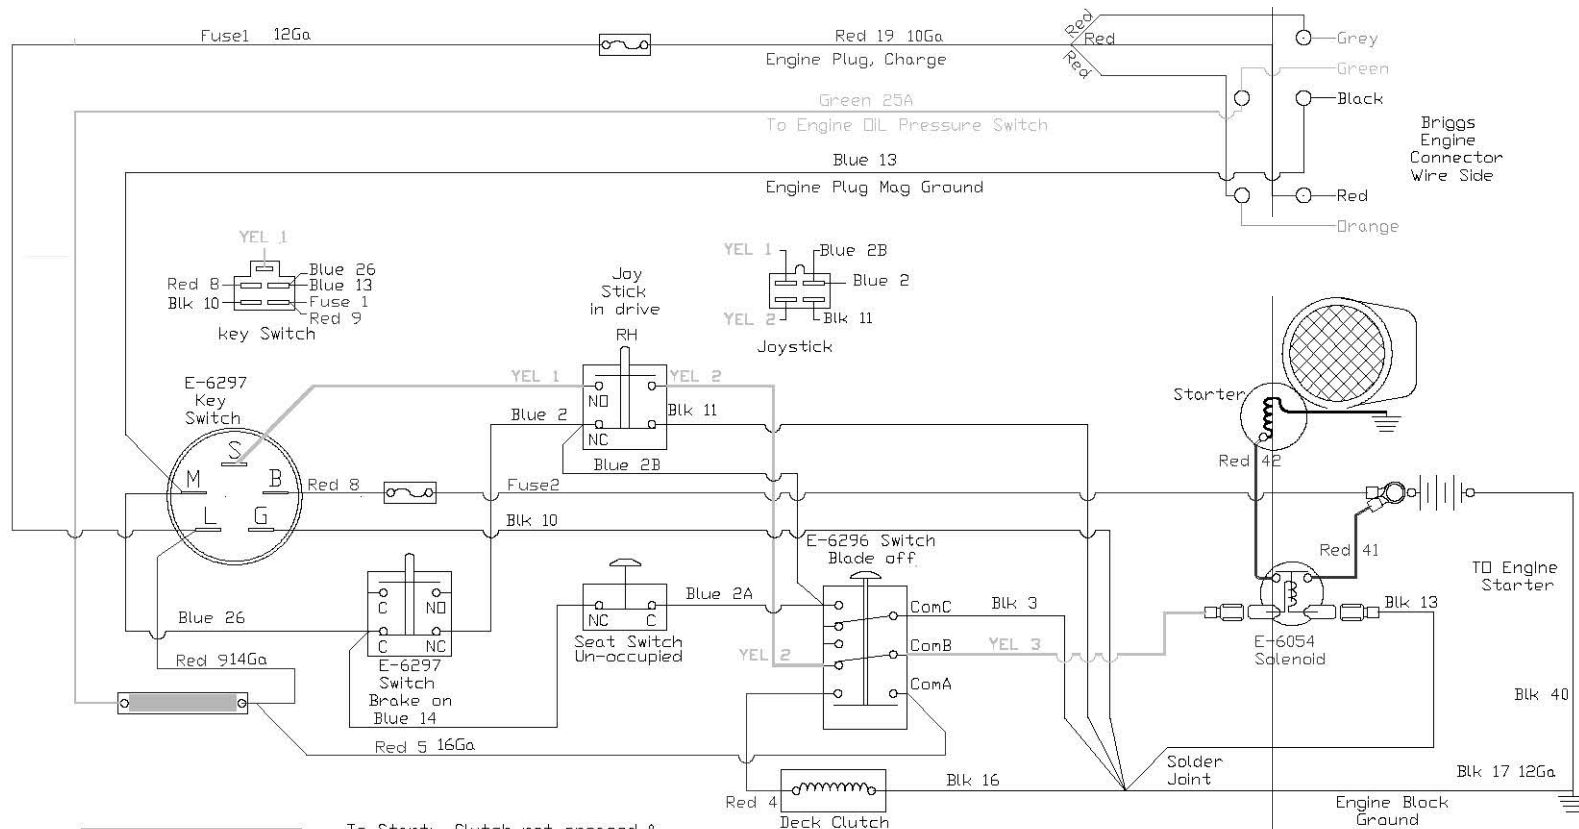 Fuse1 12Ga
Red 19 10Ga
Engine Plug, Charge
Red
Red
Red
Grey
Green
Green 25A
To Engine OIL Pressure Switch
Black
Briggs
Engine
Connector
Wire Side
Blue 13
Engine Plug Mag Ground
Red
Orange
YEL 1
Blue 26
Red 8
Blue 13
Blk 10
Fuse 1
Red 9
key Switch
Joy
Stick
in drive
RH
YEL 1
Blue 2B
Blue 2
YEL 2
Blk 11
Joystick
E-6297
Key
Switch
YEL 1
YEL 2
NO
Blue 2
Blk 11
NC
Blue 2B
Starter
Red 42
S
M
B
L
G
Red 8
Fuse2
Blk 10
E-6296 Switch
Blade off
Red 41
TO Engine
Starter
C
NO
C
NC
Blue 26
Blue 2A
NC
C
Seat Switch
Un-occupied
ComC
Blk 3
ComB
YEL 3
YEL 2
ComA
Blk 13
E-6054
Solenoid
Red 914Ga
E-6297
Switch
Brake on
Blue 14
Red 5 16Ga
Blk 40
Solder
Joint
Blk 17 12Ga
Blk 16
Red 4
Deck Clutch
Engine Block
Ground
To Start: Clutch not engaged &